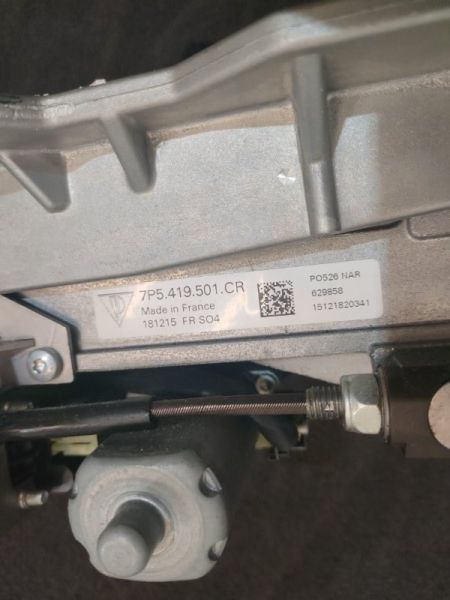 7P5.419.501.CR
Made in France
181215 FR SO4
PO526 NAR
629858
15121820341